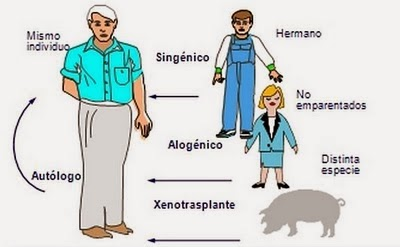 Mismo
individuo
Hermano
Singénico
No
emparentados
Alogénico
Distinta
especie
Autólogo
Xenotrasplante